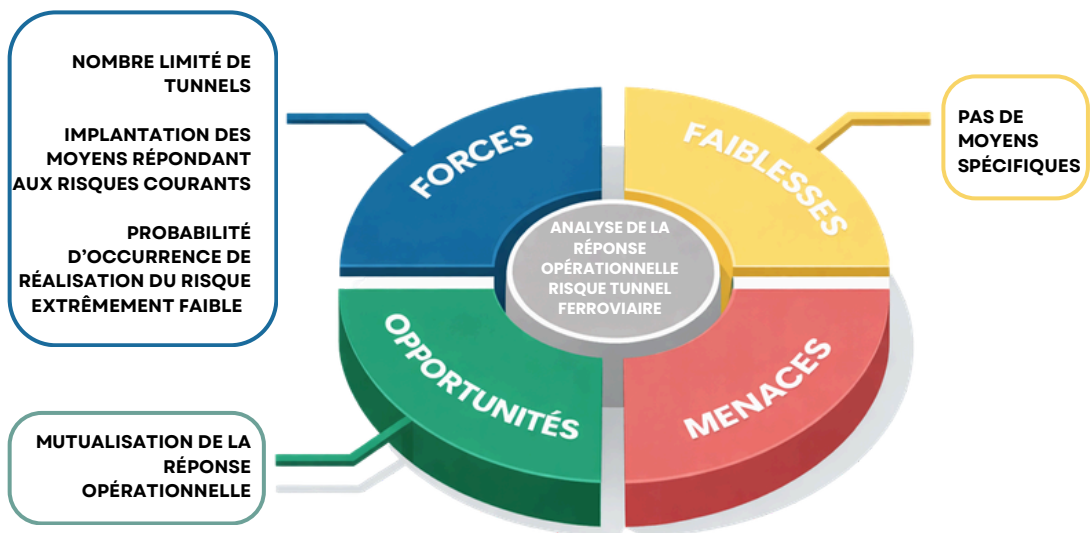 NOMBRE LIMITÉ DE
TUNNELS
IMPLANTATION DES
MOYENS RÉPONDANT
AUX RISQUES COURANTS
PROBABILITÉ
D’OCCURRENCE DE
RÉALISATION DU RISQUE
EXTRÊMEMENT FAIBLE
FORCES
FAIBLESSES
PAS DE
MOYENS
SPÉCIFIQUES
ANALYSE DE LA
RÉPONSE
OPÉRATIONNELLE
RISQUE TUNNEL
FERROVIAIRE
OPPORTUNITÉS
MENACES
MUTUALISATION DE LA
RÉPONSE
OPÉRATIONNELLE